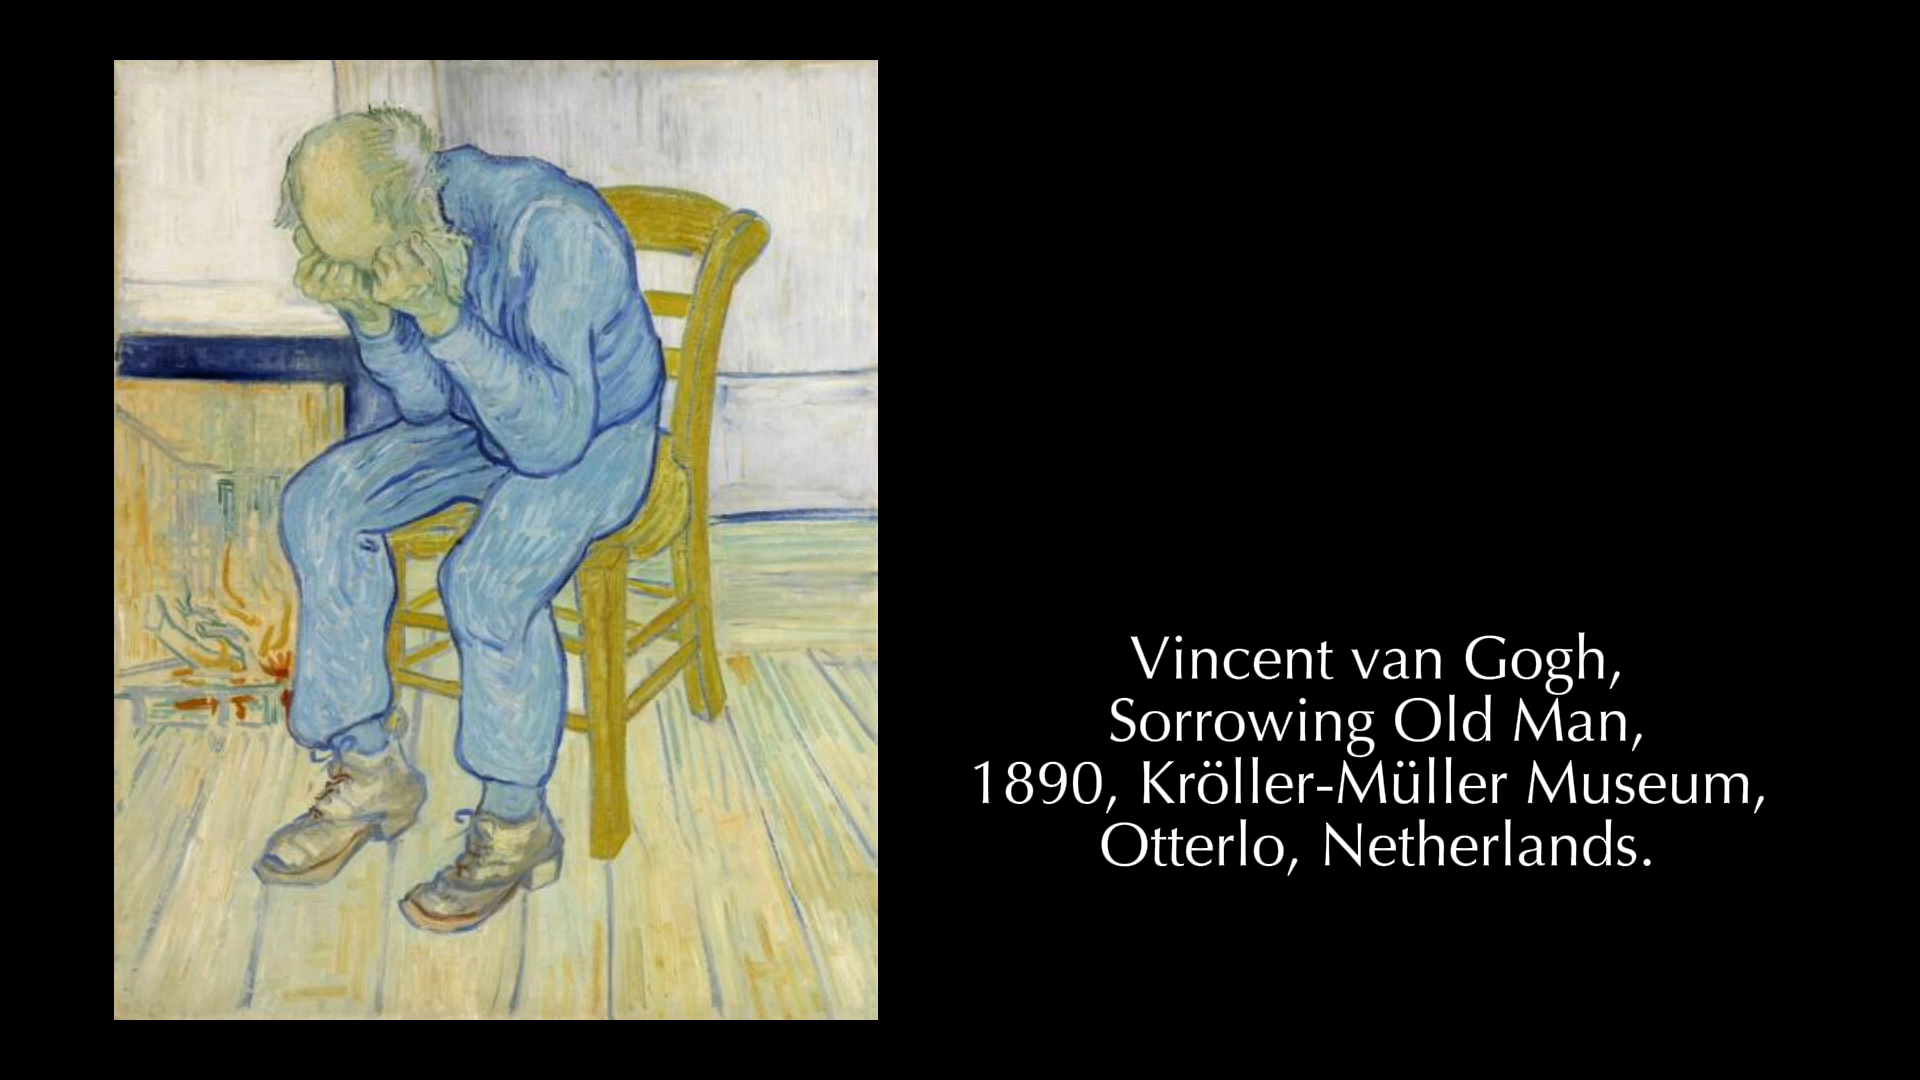 Vincent van Gogh,
Sorrowing Old Man,
1890, Kröller-Müller Museum,
Otterlo, Netherlands.